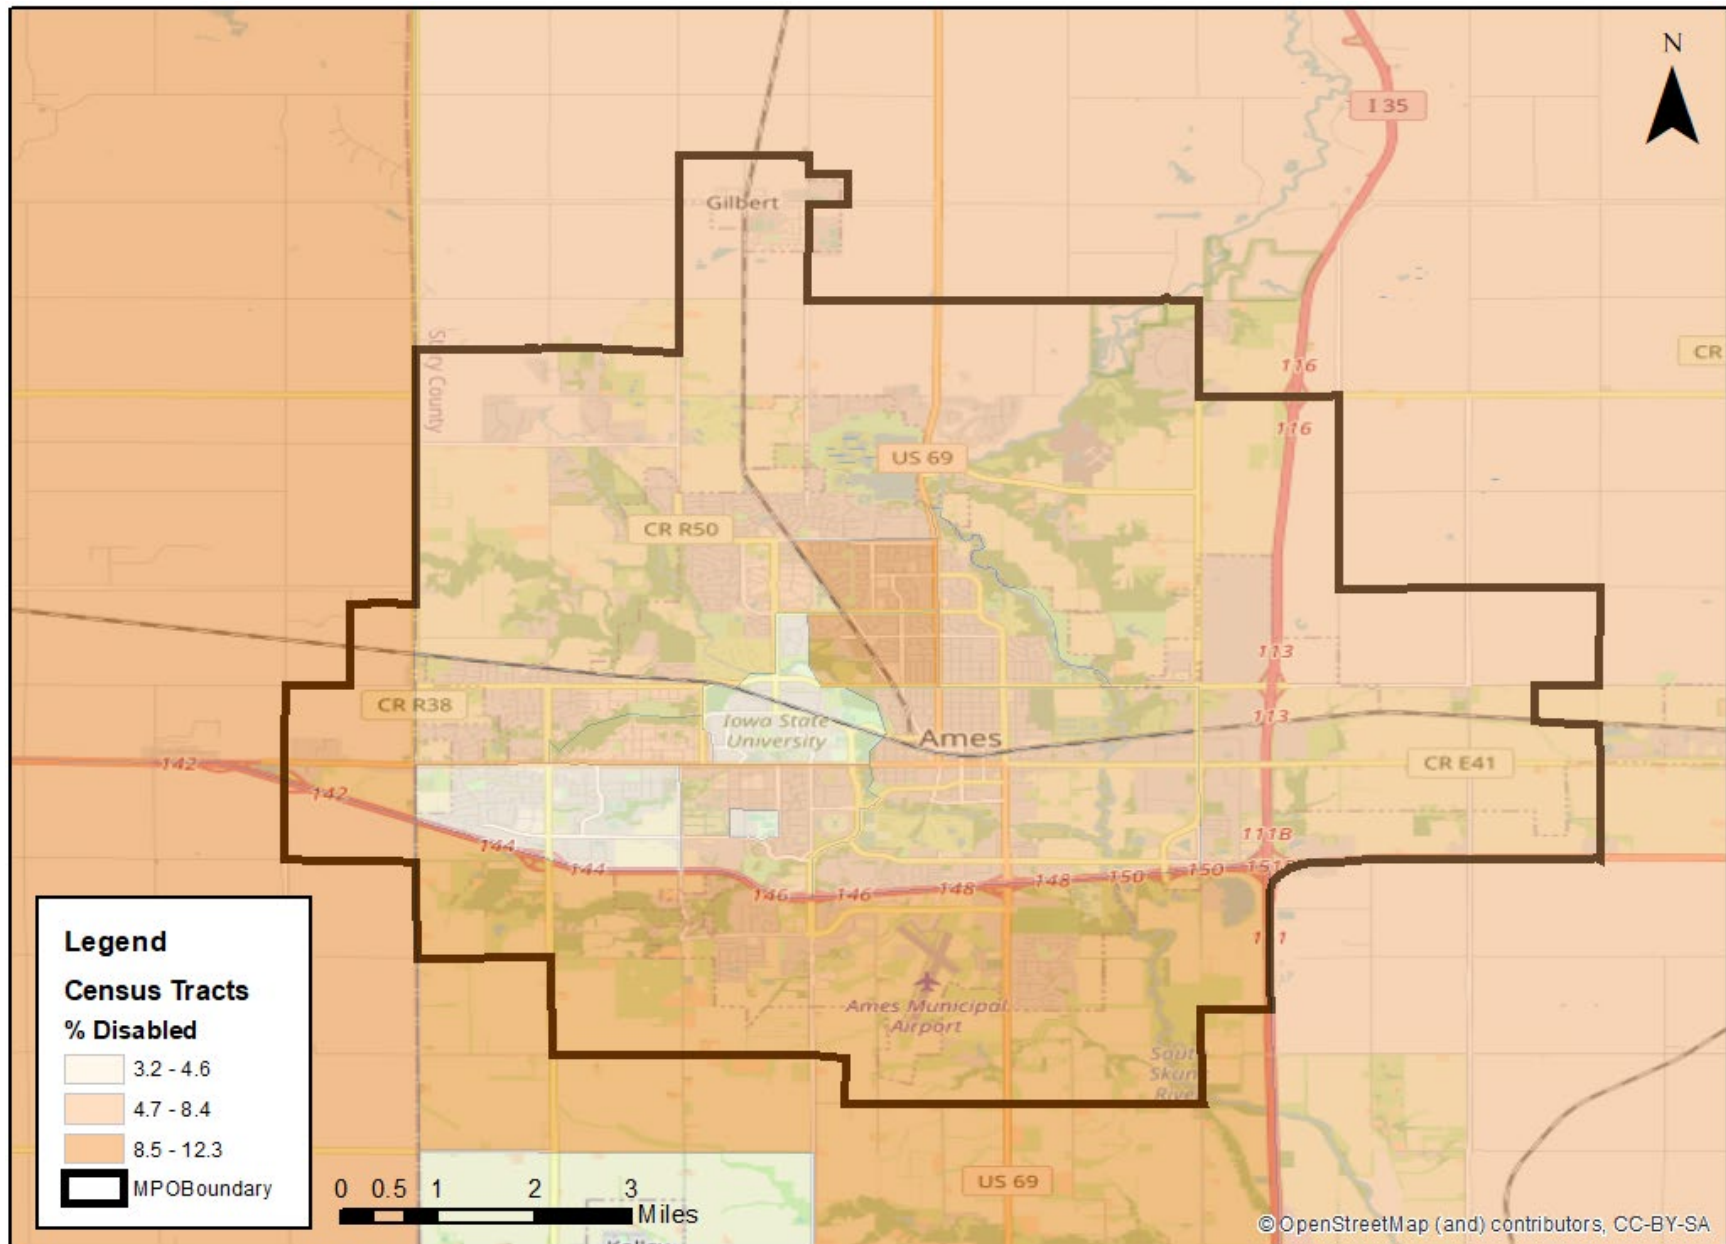 N
I 35
Gilbert
Story County
116
CR
116
US 69
CR R50
113
CR R38
113
Iowa State
University
Ames
142
CR E41
142
111B
144
144
146
146
148
148
150
150
Ames Municipal
Airport
South
Skunk
River
US 69
Legend
Census Tracts
% Disabled
3.2 - 4.6
4.7 - 8.4
8.5 - 12.3
MPOBoundary
0 0.5 1 2 3
Miles
© OpenStreetMap (and) contributors, CC-BY-SA